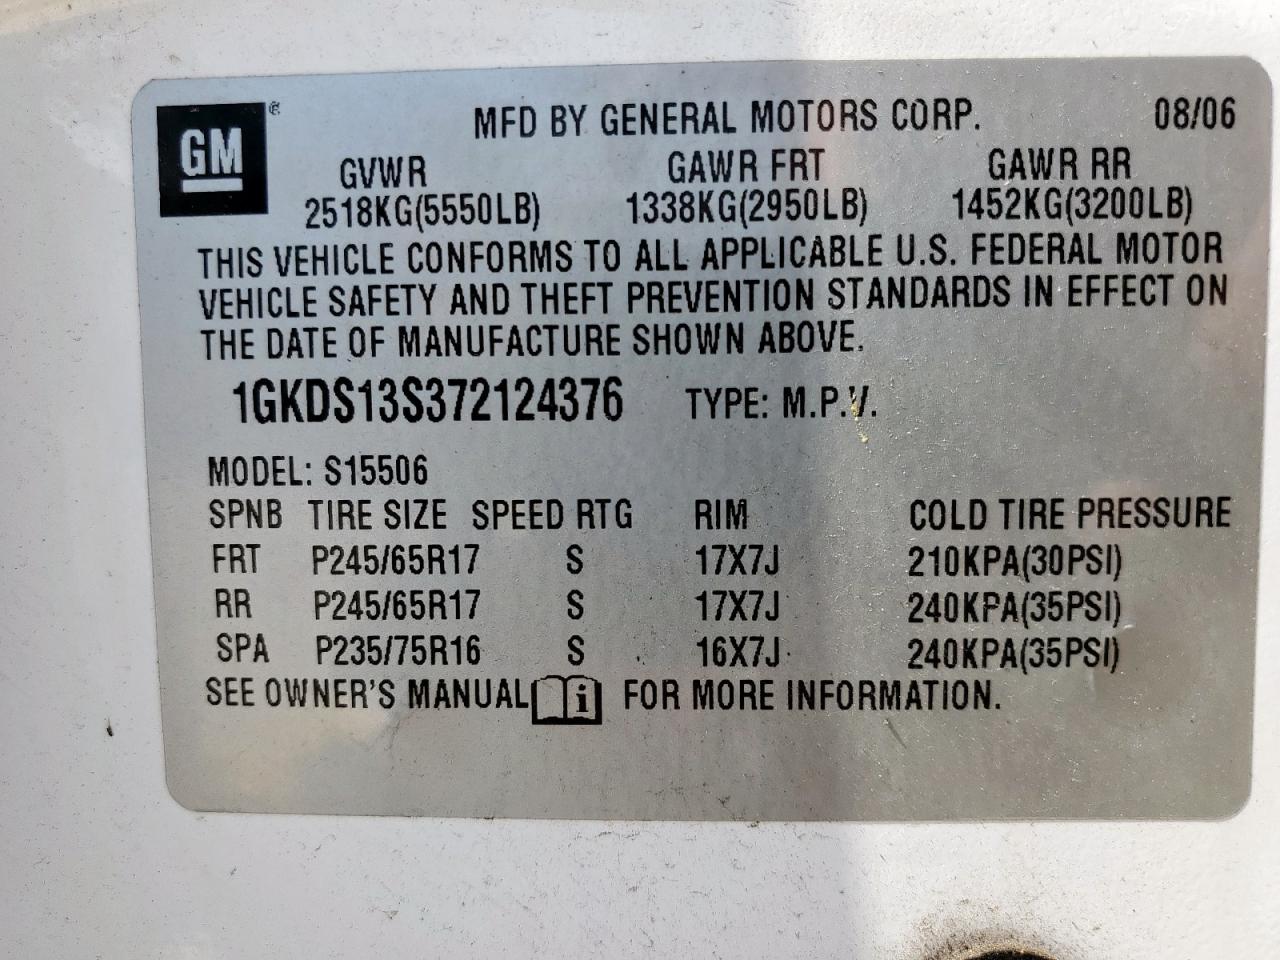 GM
MFD BY GENERAL MOTORS CORP. 08/06
GVWR GAWR FRT GAWR RR
2518KG(5550LB) 1338KG(2950LB) 1452KG(3200LB)
THIS VEHICLE CONFORMS TO ALL APPLICABLE U.S. FEDERAL MOTOR
VEHICLE SAFETY AND THEFT PREVENTION STANDARDS IN EFFECT ON
THE DATE OF MANUFACTURE SHOWN ABOVE.
1GKDS13S372124376 TYPE: M.P.V.
MODEL: S15506
SPNB TIRE SIZE SPEED RTG RIM COLD TIRE PRESSURE
FRT P245/65R17 S 17X7J 210KPA(30PSI)
RR P245/65R17 S 17X7J 240KPA(35PSI)
SPA P235/75R16 S 16X7J 240KPA(35PSI)
SEE OWNER'S MANUAL i FOR MORE INFORMATION.